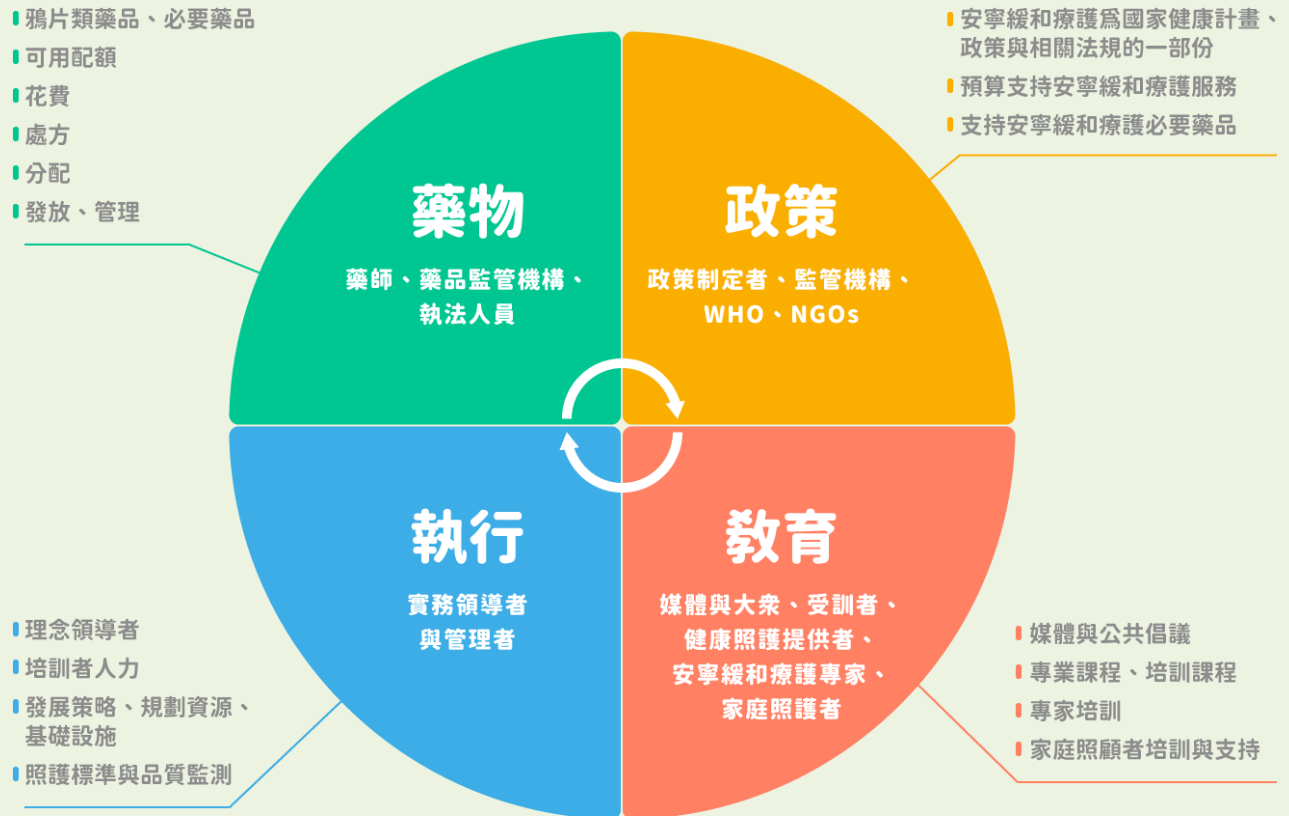 鴉片類藥品、必要藥品
可用配額
花費
處方
分配
發放、管理
藥物
藥師、藥品監管機構、
執法人員
安寧緩和療護為國家健康計畫、
政策與相關法規的一部份
預算支持安寧緩和療護服務
支持安寧緩和療護必要藥品
政策
政策制定者、監管機構、
WHO、NGOs
執行
實務領導者
與管理者
理念領導者
培訓者人力
發展策略、規劃資源、
基礎設施
照護標準與品質監測
教育
媒體與大眾、受訓者、
健康照護提供者、
安寧緩和療護專家、
家庭照護者
媒體與公共倡議
專業課程、培訓課程
專家培訓
家庭照顧者培訓與支持